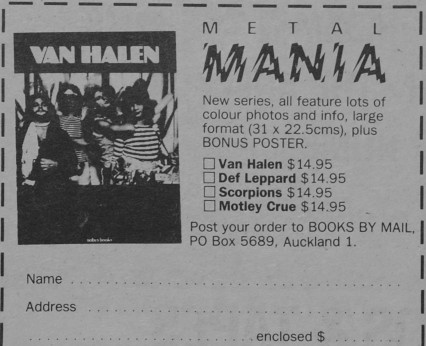 VAN HALEN
METAL
MANIA
New series, all feature lots of
colour photos and info, large
format (31 x 22.5cms), plus
BONUS POSTER.
Van Halen $14.95
Def Leppard $14.95
Scorpions $14.95
Motley Crue $14.95
Post your order to BOOKS BY MAIL,
PO Box 5689, Auckland 1.
Name
Address
enclosed $